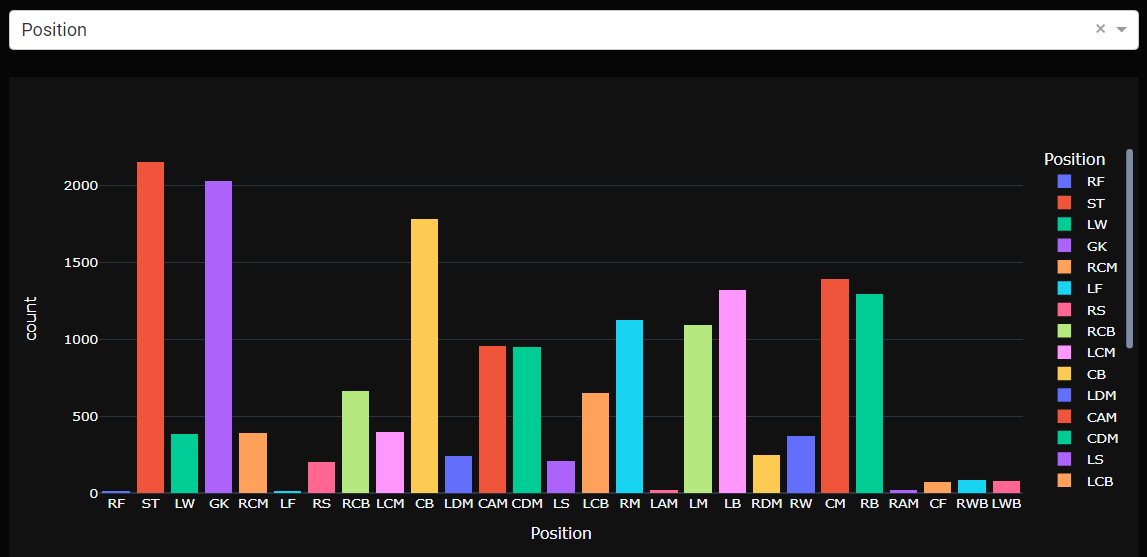 Position
Position
RF
ST
LW
GK
RCM
LF
RS
RCB
LCM
CB
LDM
CAM
CDM
LS
LCB
2000
1500
1000
500
0
count
RF ST LW GK RCM LF RS RCB LCM CB LDM CAM CDM LS LCB RM LAM LM LB RDM RW CM RB RAM CF RWB LWB
Position